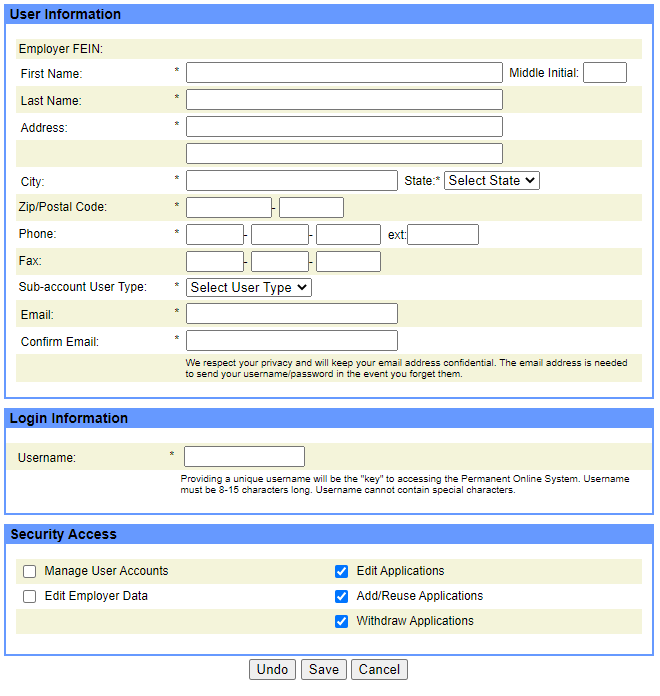 User Information
Employer FEIN:
First Name: * Middle Initial:
Last Name: *
Address: *
City: * State:* Select State
Zip/Postal Code: * -
Phone: * - - ext:
Fax: - -
Sub-account User Type: * Select User Type
Email: *
Confirm Email: *
We respect your privacy and will keep your email address confidential. The email address is needed
to send your username/password in the event you forget them.
Login Information
Username: *
Providing a unique username will be the "key" to accessing the Permanent Online System. Username
must be 8-15 characters long. Username cannot contain special characters.
Security Access
Manage User Accounts Edit Applications
Edit Employer Data Add/Reuse Applications
Withdraw Applications
Undo Save Cancel